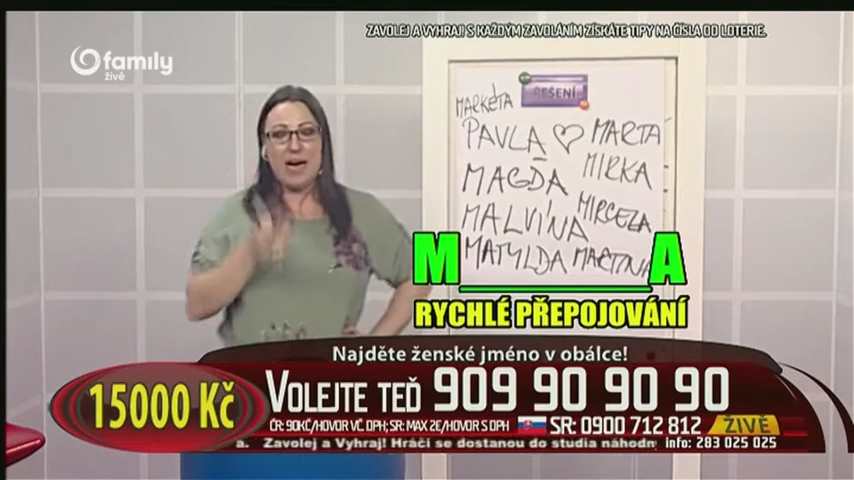 ZAVOLEJ A VYHRAJ! S KAŽDÝM ZAVOLÁNÍM ZÍSKÁTE TIPY NA ČÍSLA DO LOTERIE.
family
živě
ŘEŠENÍ
MARKÉTA
PAVLA ♡ MARTA
MIRKA
MAGDA
MIRCEZA
MALVÍNA
MATYLDA MARTINA
M_________A
RYCHLÉ PŘEPOJOVÁNÍ
Najděte ženské jméno v obálce!
15000 Kč
VOLEJTE TEĎ 909 90 90 90
ČR: 90KČ/HOVOR VČ. DPH; SR: MAX 2E/HOVOR S DPH
SR: 0900 712 812
ŽIVĚ
a. Zavolej a Vyhraj! Hráči se dostanou do studia náhodny
info: 283 025 025